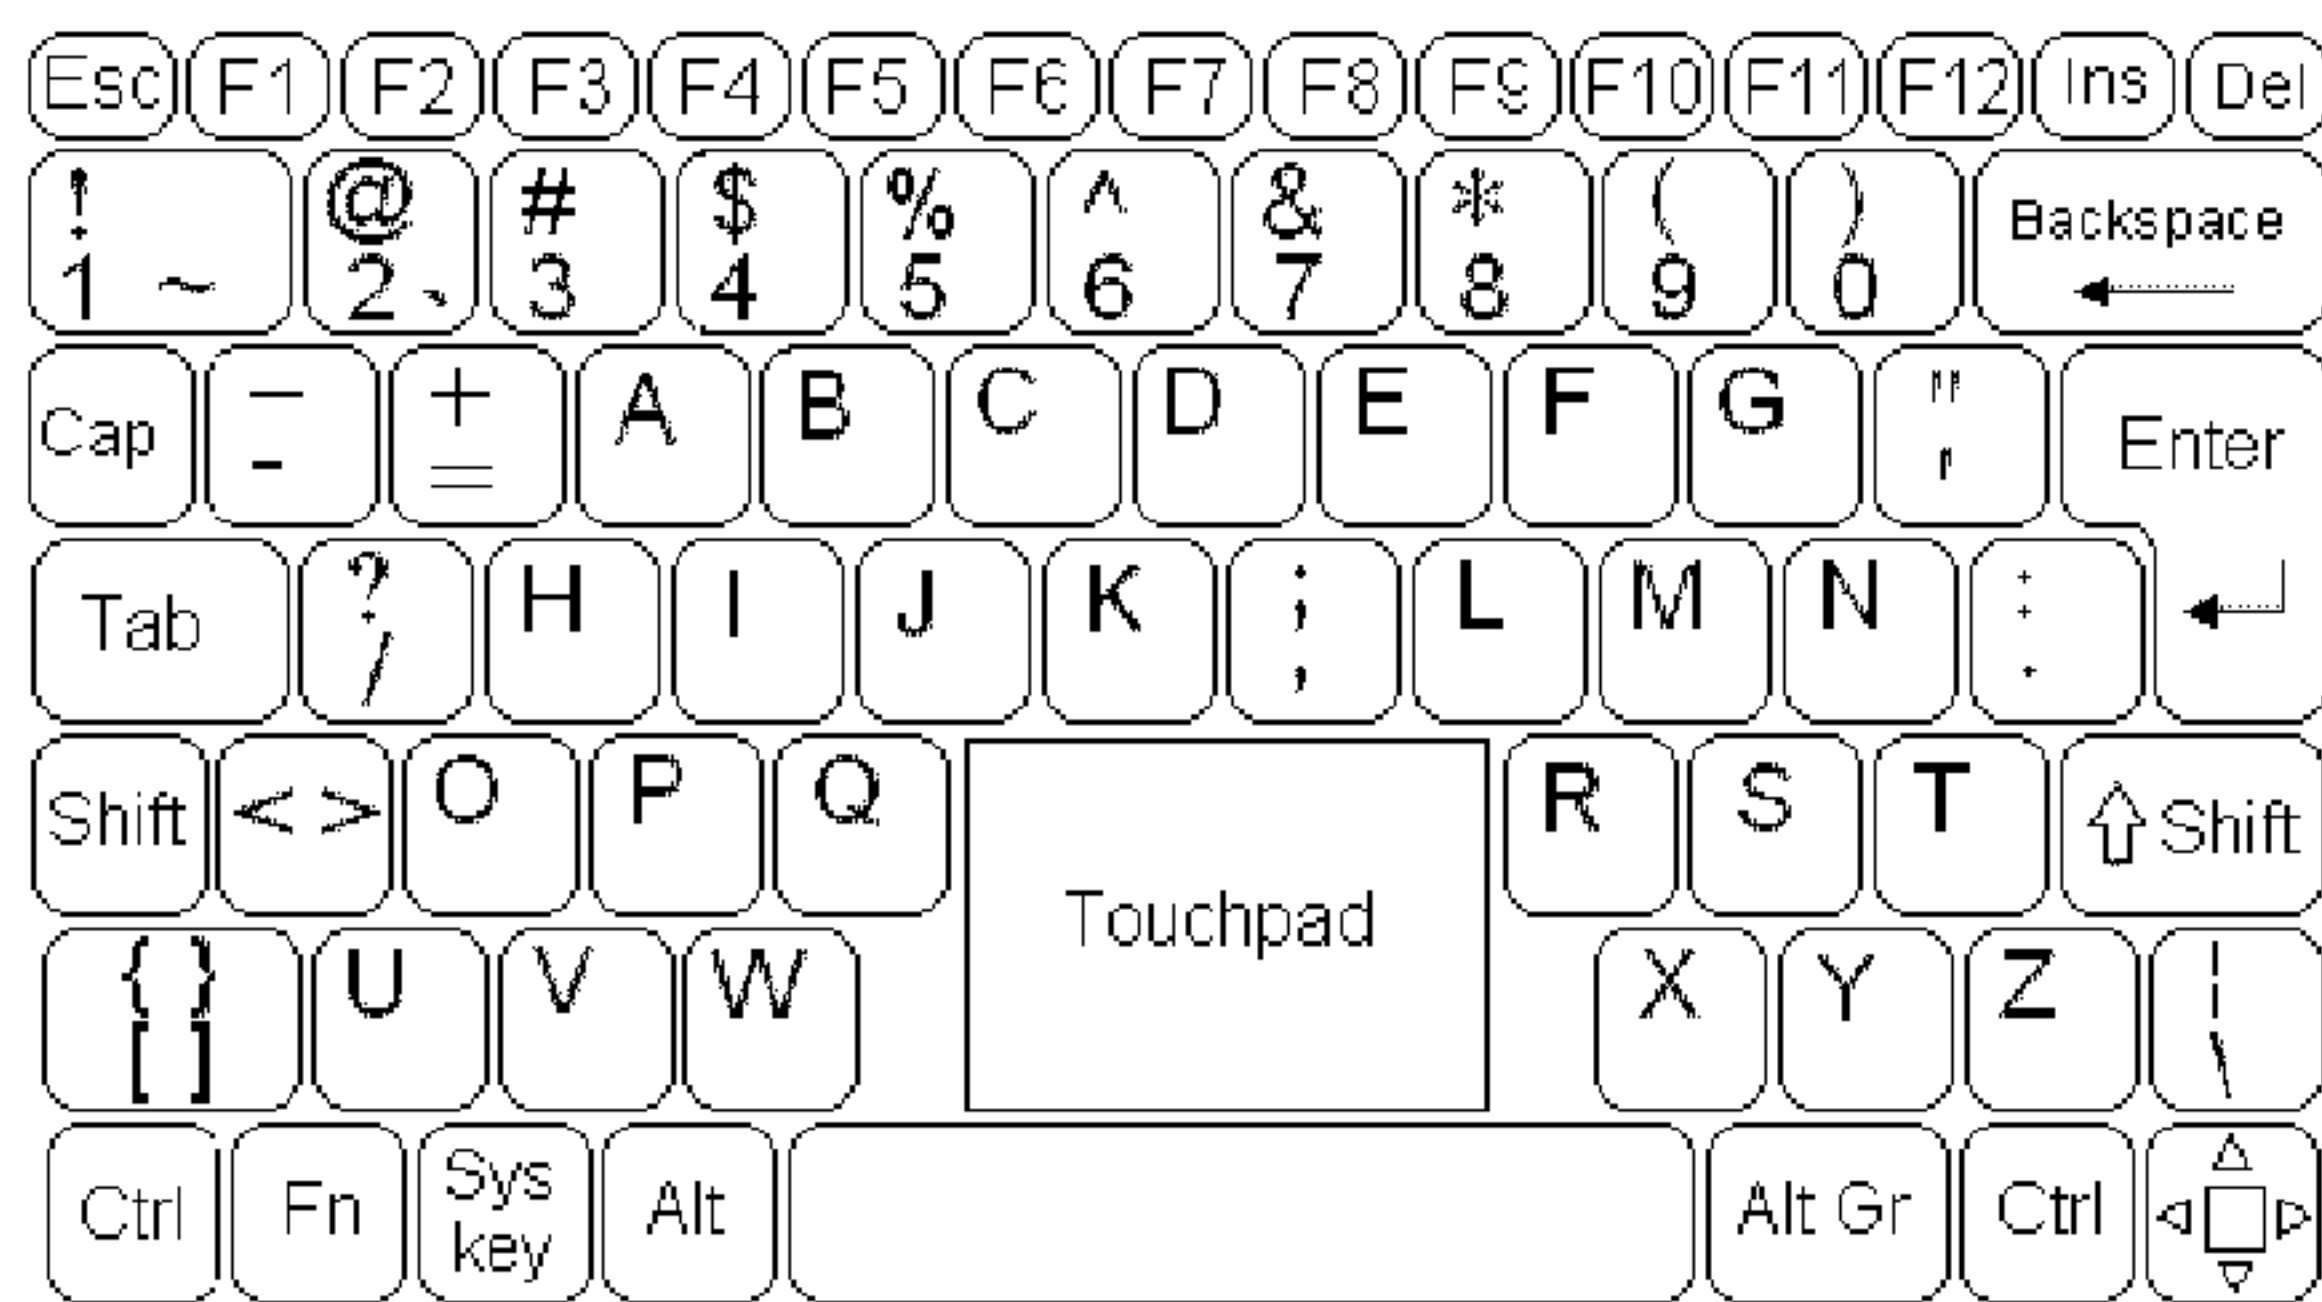 Esc F1 F2 F3 F4 F5 F6 F7 F8 F9 F10 F11 F12 Ins Del
! @ # $ % ^ & * ( ) Backspace
1 ~ 2 ` 3 4 5 6 7 8 9 0
Cap _ + A B C D E F G " Enter
- = '
Tab ? H I J K ; L M N :
/ , .
Shift < > O P Q R S T Shift
Touchpad
{ } U V W X Y Z |
[ ] \
Ctrl Fn Sys key Alt Alt Gr Ctrl